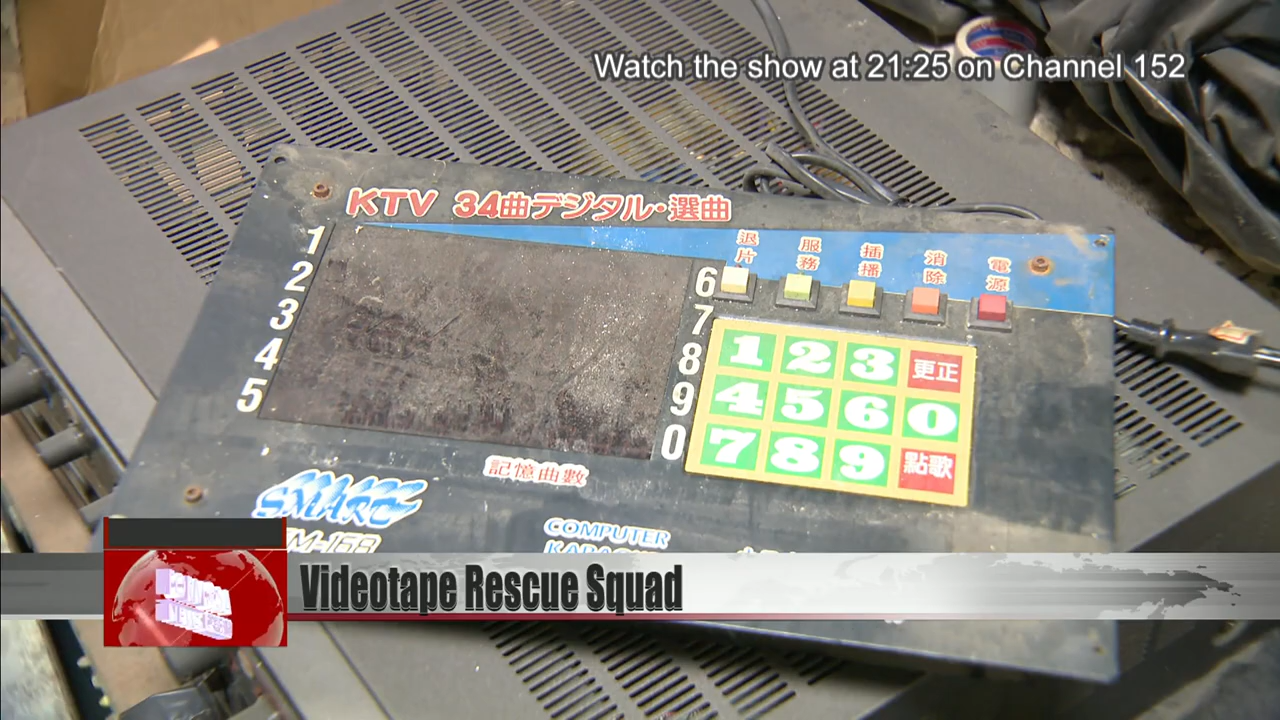 Watch the show at 21:25 on Channel 152
KTV 34曲デジタル・選曲
退片 服務 插播 消除 電源
1
2
3
4
5
6
7
8
9
0
1 2 3 更正
4 5 6 0
7 8 9 點歌
記憶曲數
SMART
COMPUTER
Videotape Rescue Squad